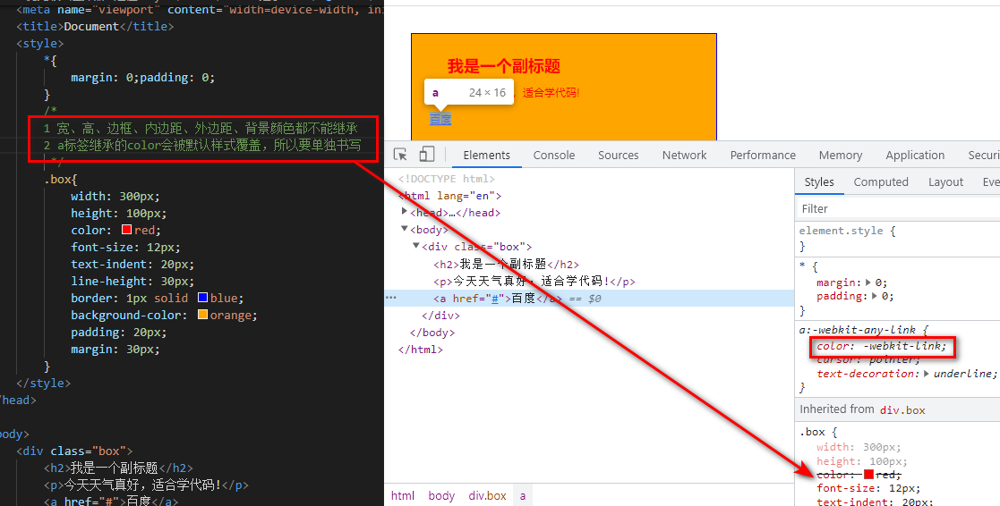 <meta name="viewport" content="width=device-width, ini
<title>Document</title>
<style>
*{
margin: 0;padding: 0;
}
/*
1 宽、高、边框、内边距、外边距、背景颜色都不能继承
2 a标签继承的color会被默认样式覆盖，所以要单独书写
*/
.box{
width: 300px;
height: 100px;
color: red;
font-size: 12px;
text-indent: 20px;
line-height: 30px;
border: 1px solid blue;
background-color: orange;
padding: 20px;
margin: 30px;
}
</style>
/head>
body>
<div class="box">
<h2>我是一个副标题</h2>
<p>今天天气真好，适合学代码!</p>
<a href="#">百度</a>
我是一个副标题
，适合学代码!
a 24 × 16
百度
Elements Console Sources Network Performance Memory Application Securi
<!DOCTYPE html>
<html lang="en">
<head>…</head>
<body>
<div class="box">
<h2>我是一个副标题</h2>
<p>今天天气真好，适合学代码!</p>
··· <a href="#">百度</a> == $0
</div>
</body>
</html>
html body div.box a
Styles Computed Layout Eve
Filter
element.style {
}
* {
margin: 0;
padding: 0;
}
a:-webkit-any-link {
color: -webkit-link;
cursor: pointer;
text-decoration: underline;
}
Inherited from div.box
.box {
width: 300px;
height: 100px;
color: red;
font-size: 12px;
text-indent: 20px;